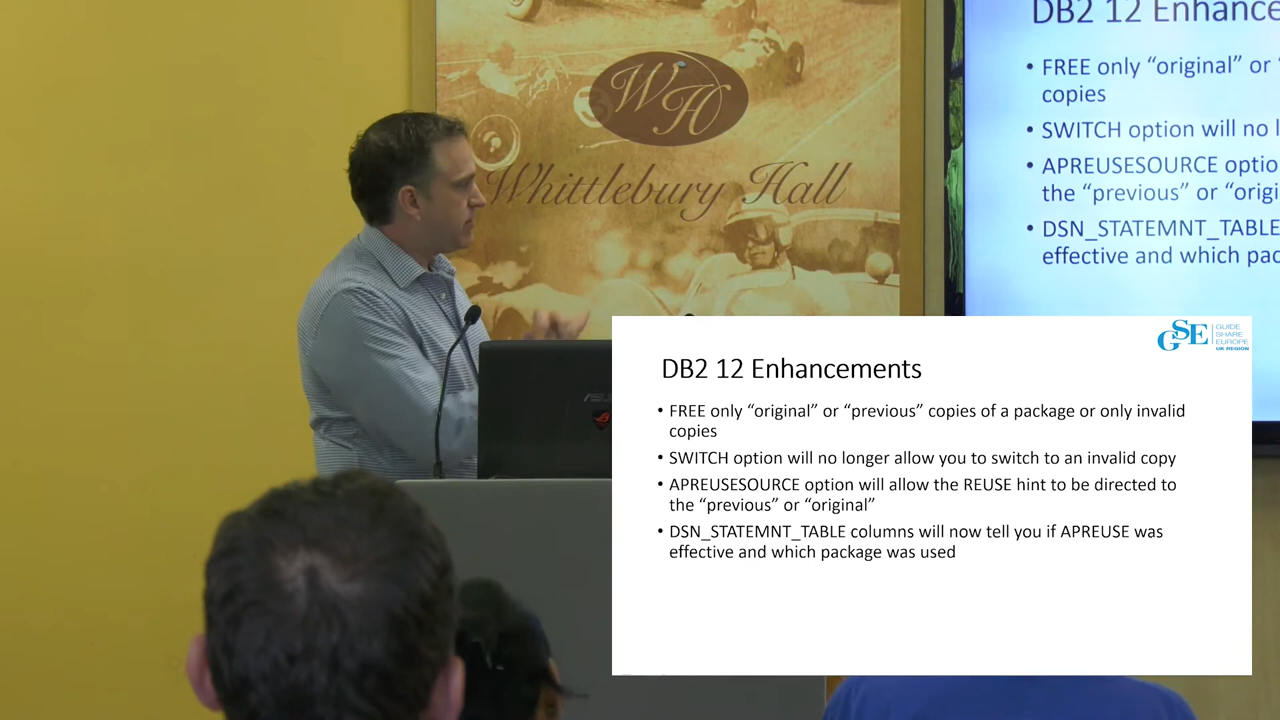 WH
Whittlebury Hall
DB2 12 Enhance
• FREE only “original” or
copies
• SWITCH option will no
• APREUSESOURCE optio
the “previous” or “origi
• DSN_STATEMNT_TABLE
effective and which pac
ASUS
GSE
GUIDE
SHARE
EUROPE
UK REGION
DB2 12 Enhancements
• FREE only “original” or “previous” copies of a package or only invalid
copies
• SWITCH option will no longer allow you to switch to an invalid copy
• APREUSESOURCE option will allow the REUSE hint to be directed to
the “previous” or “original”
• DSN_STATEMNT_TABLE columns will now tell you if APREUSE was
effective and which package was used